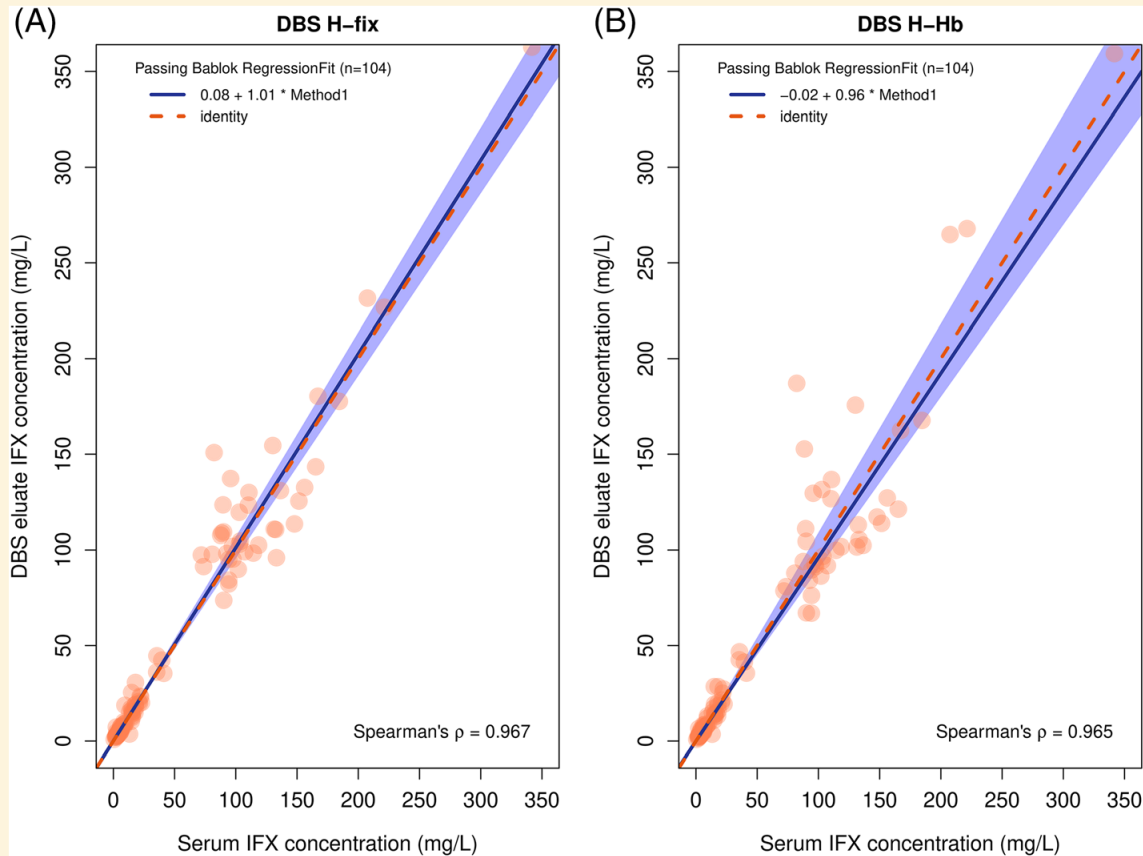 (A)
DBS H−fix
Passing Bablok RegressionFit (n=104)
0.08 + 1.01 * Method1
identity
350
300
250
200
150
100
50
0
DBS eluate IFX concentration (mg/L)
Spearman's ρ = 0.967
0 50 100 150 200 250 300 350
Serum IFX concentration (mg/L)
(B)
DBS H−Hb
Passing Bablok RegressionFit (n=104)
−0.02 + 0.96 * Method1
identity
350
300
250
200
150
100
50
0
DBS eluate IFX concentration (mg/L)
Spearman's ρ = 0.965
0 50 100 150 200 250 300 350
Serum IFX concentration (mg/L)